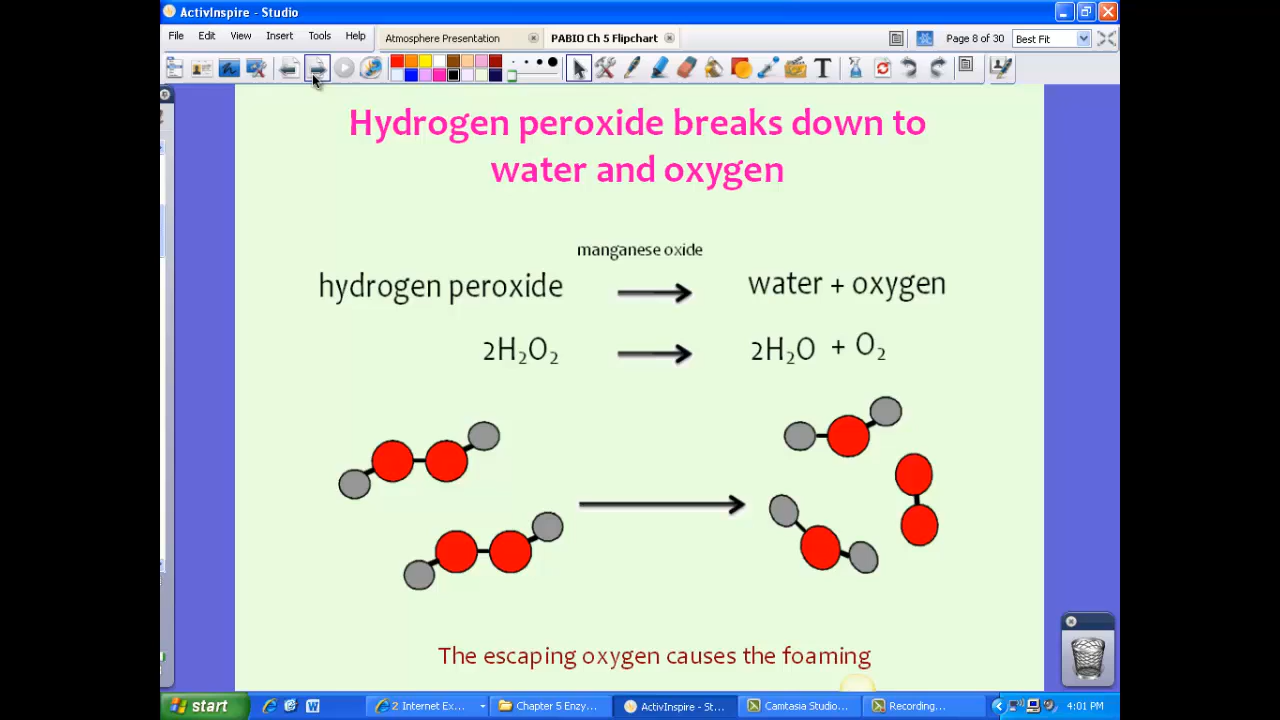 ActivInspire - Studio
File Edit View Insert Tools Help
Atmosphere Presentation
PABIO Ch 5 Flipchart
Page 8 of 30
Best Fit
Hydrogen peroxide breaks down to
water and oxygen
manganese oxide
hydrogen peroxide
water + oxygen
2H₂O₂
2H₂O + O₂
The escaping oxygen causes the foaming
start
2 Internet Ex...
Chapter 5 Enzy...
ActivInspire - St...
Camtasia Studio...
Recording...
4:01 PM